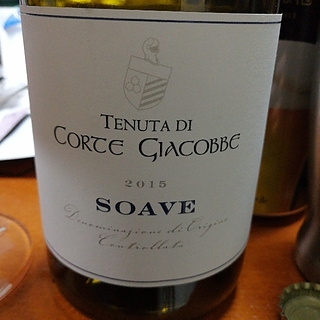 TENUTA DI
CORTE GIACOBBE
2015
SOAVE
Denominazione di Origine
Controllata